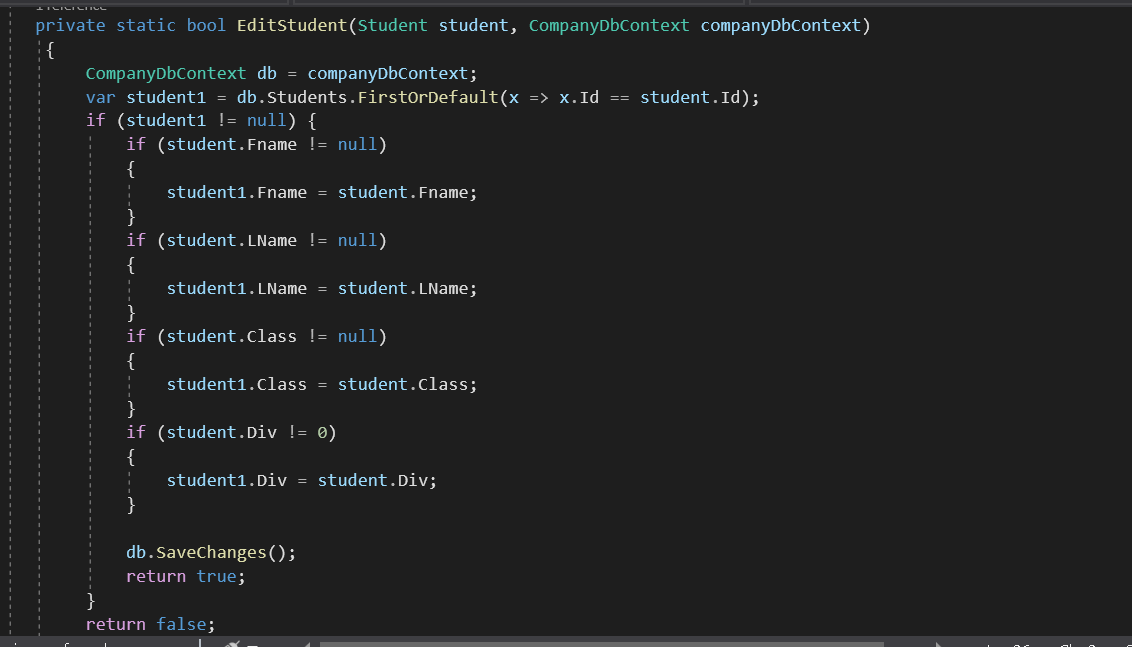 1 reference
private static bool EditStudent(Student student, CompanyDbContext companyDbContext)
{
CompanyDbContext db = companyDbContext;
var student1 = db.Students.FirstOrDefault(x => x.Id == student.Id);
if (student1 != null) {
if (student.Fname != null)
{
student1.Fname = student.Fname;
}
if (student.LName != null)
{
student1.LName = student.LName;
}
if (student.Class != null)
{
student1.Class = student.Class;
}
if (student.Div != 0)
{
student1.Div = student.Div;
}
db.SaveChanges();
return true;
}
return false;